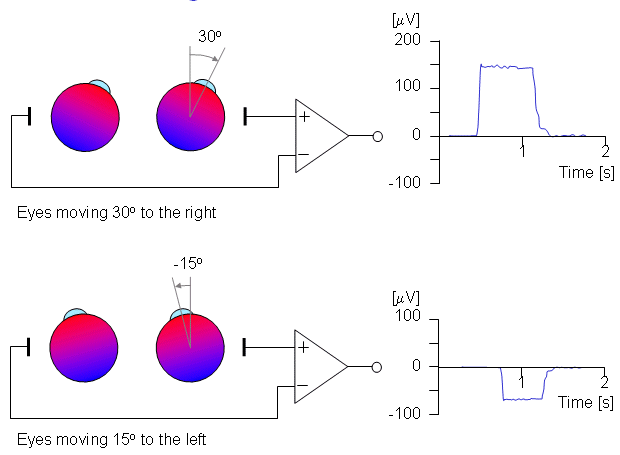 [μV]
30º
200
100
+
0
−
1
2
Time [s]
-100
Eyes moving 30º to the right
-15º
[μV]
100
+
0
−
1
2
Time [s]
-100
Eyes moving 15º to the left